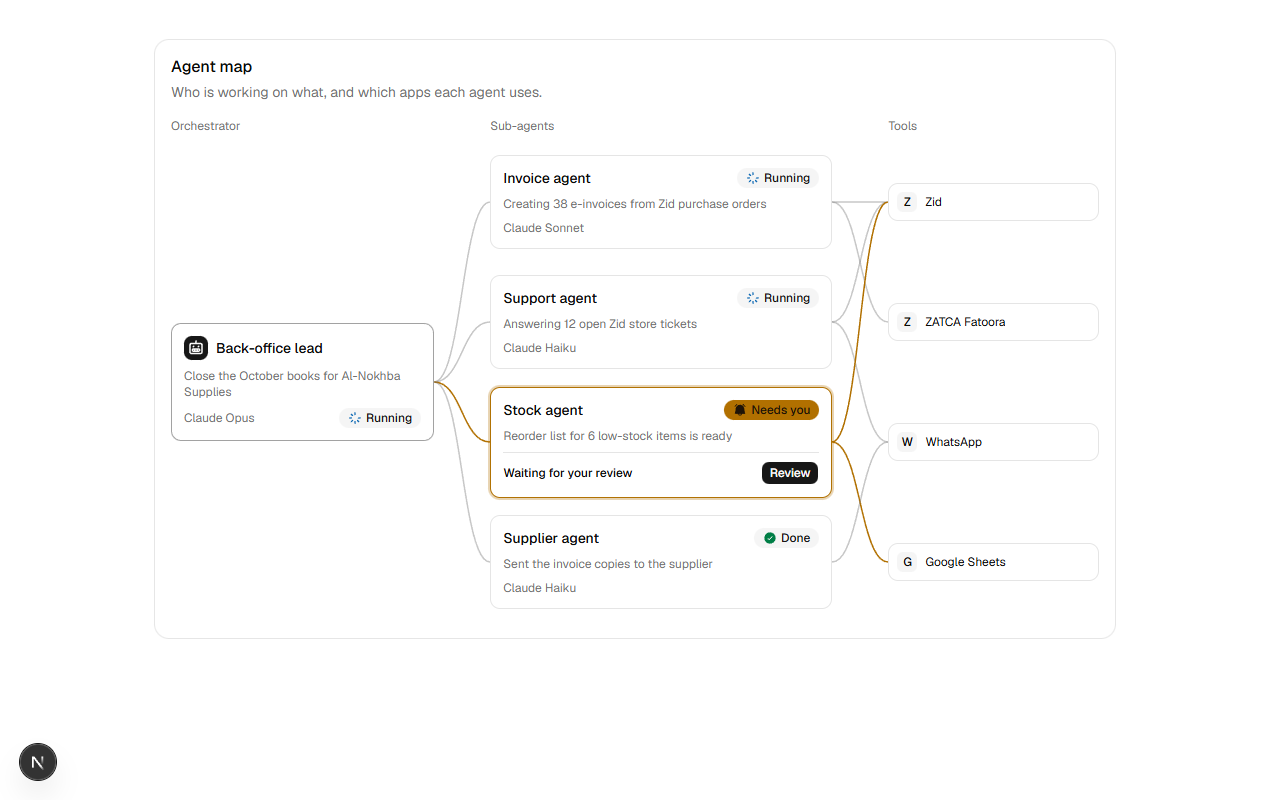 Agent map
Who is working on what, and which apps each agent uses.
Orchestrator
Sub-agents
Tools
Back-office lead
Close the October books for Al-Nokhba
Supplies
Claude Opus
Running
Invoice agent
Running
Creating 38 e-invoices from Zid purchase orders
Claude Sonnet
Support agent
Running
Answering 12 open Zid store tickets
Claude Haiku
Stock agent
Needs you
Reorder list for 6 low-stock items is ready
Waiting for your review
Review
Supplier agent
Done
Sent the invoice copies to the supplier
Claude Haiku
Z Zid
Z ZATCA Fatoora
W WhatsApp
G Google Sheets
N